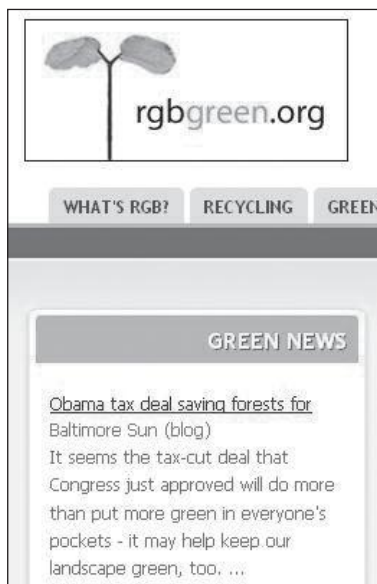 rgbgreen.org
WHAT'S RGB? RECYCLING GREEN
GREEN NEWS
Obama tax deal saving forests for
Baltimore Sun (blog)
It seems the tax-cut deal that
Congress just approved will do more
than put more green in everyone's
pockets - it may help keep our
landscape green, too. ...